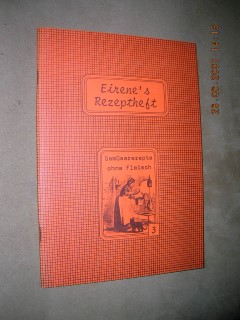 Eirene's
Rezeptheft
Gemüserezepte
ohne Fleisch
3